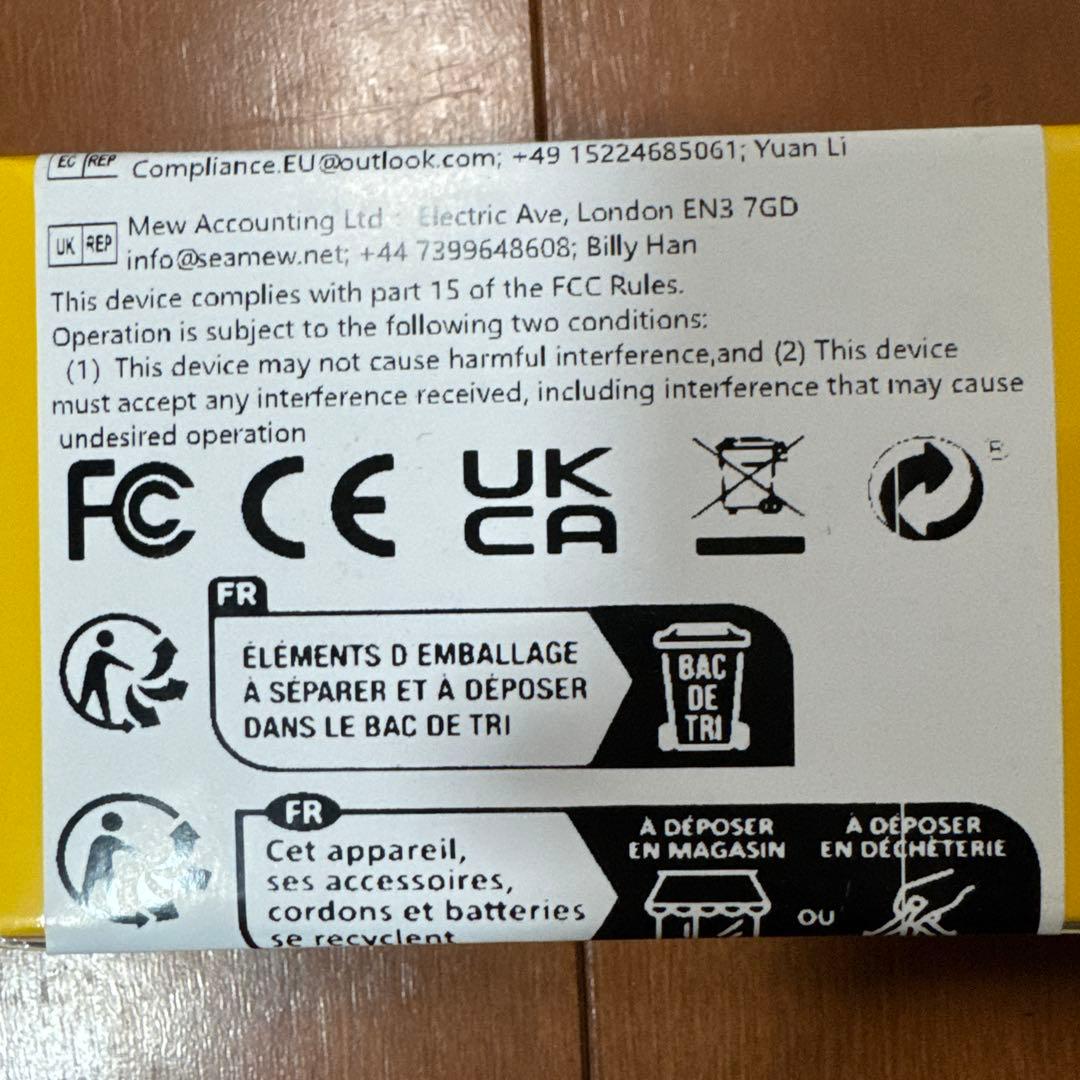 EC REP
Compliance.EU@outlook.com; +49 15224685061; Yuan Li
UK REP
Mew Accounting Ltd Electric Ave, London EN3 7GD
info@seamew.net; +44 7399648608; Billy Han
This device complies with part 15 of the FCC Rules.
Operation is subject to the following two conditions:
(1) This device may not cause harmful interference,and (2) This device
must accept any interference received, including interference that may cause
undesired operation
FC CE UK
CA
®
FR
ÉLÉMENTS D EMBALLAGE
À SÉPARER ET À DÉPOSER
DANS LE BAC DE TRI
BAC
DE
TRI
FR
Cet appareil,
ses accessoires,
cordons et batteries
se recyclent
À DÉPOSER
EN MAGASIN
OU
À DÉPOSER
EN DÉCHÈTERIE